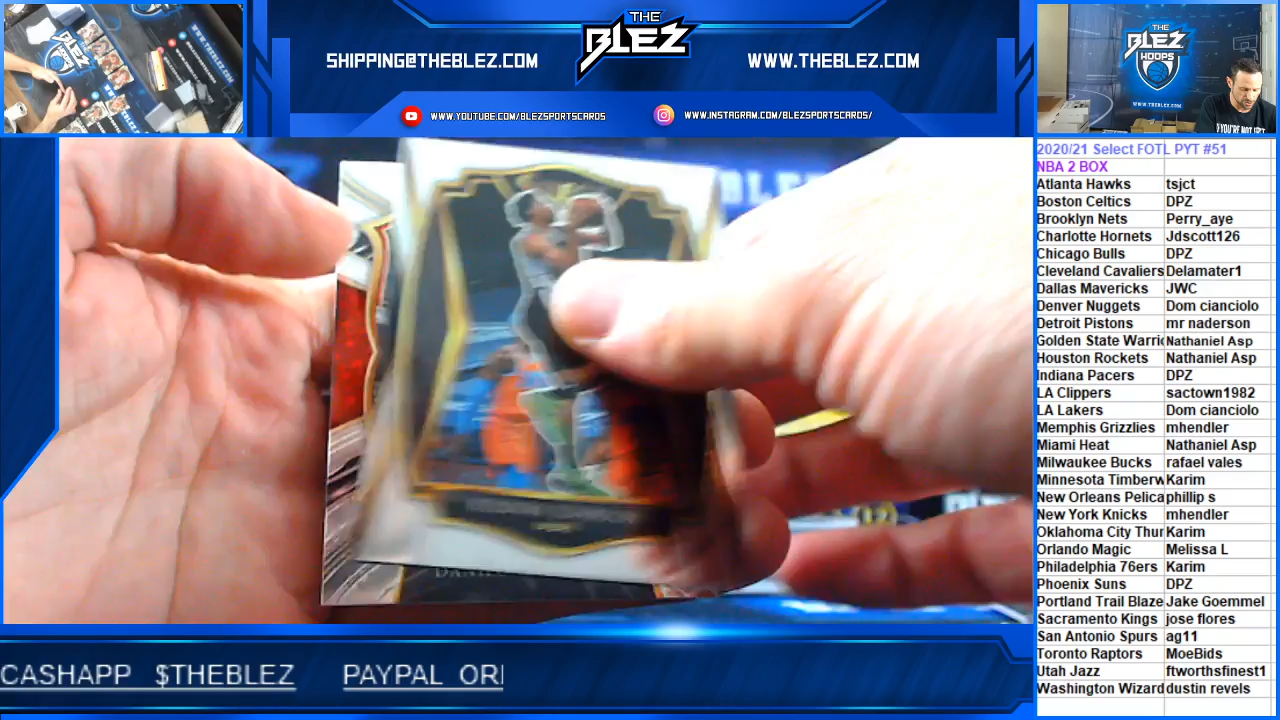 SHIPPING@THEBLEZ.COM
THE
BLEZ
WWW.THEBLEZ.COM
WWW.YOUTUBE.COM/BLEZSPORTSCARDS
WWW.INSTAGRAM.COM/BLEZSPORTSCARDS/
THE
BLEZ
HOOPS
WWW.THEBLEZ.COM
2020/21 Select FOTL PYT #51
NBA 2 BOX
Atlanta Hawks tsjct
Boston Celtics DPZ
Brooklyn Nets Perry_aye
Charlotte Hornets Jdscott126
Chicago Bulls DPZ
Cleveland Cavaliers Delamater1
Dallas Mavericks JWC
Denver Nuggets Dom cianciolo
Detroit Pistons mr naderson
Golden State Warric Nathaniel Asp
Houston Rockets Nathaniel Asp
Indiana Pacers DPZ
LA Clippers sactown1982
LA Lakers Dom cianciolo
Memphis Grizzlies mhendler
Miami Heat Nathaniel Asp
Milwaukee Bucks rafael vales
Minnesota Timberw Karim
New Orleans Pelica phillip s
New York Knicks mhendler
Oklahoma City Thur Karim
Orlando Magic Melissa L
Philadelphia 76ers Karim
Phoenix Suns DPZ
Portland Trail Blaze Jake Goemmel
Sacramento Kings jose flores
San Antonio Spurs ag11
Toronto Raptors MoeBids
Utah Jazz ftworthsfinest1
Washington Wizard dustin revels
CASHAPP $THEBLEZ PAYPAL OR